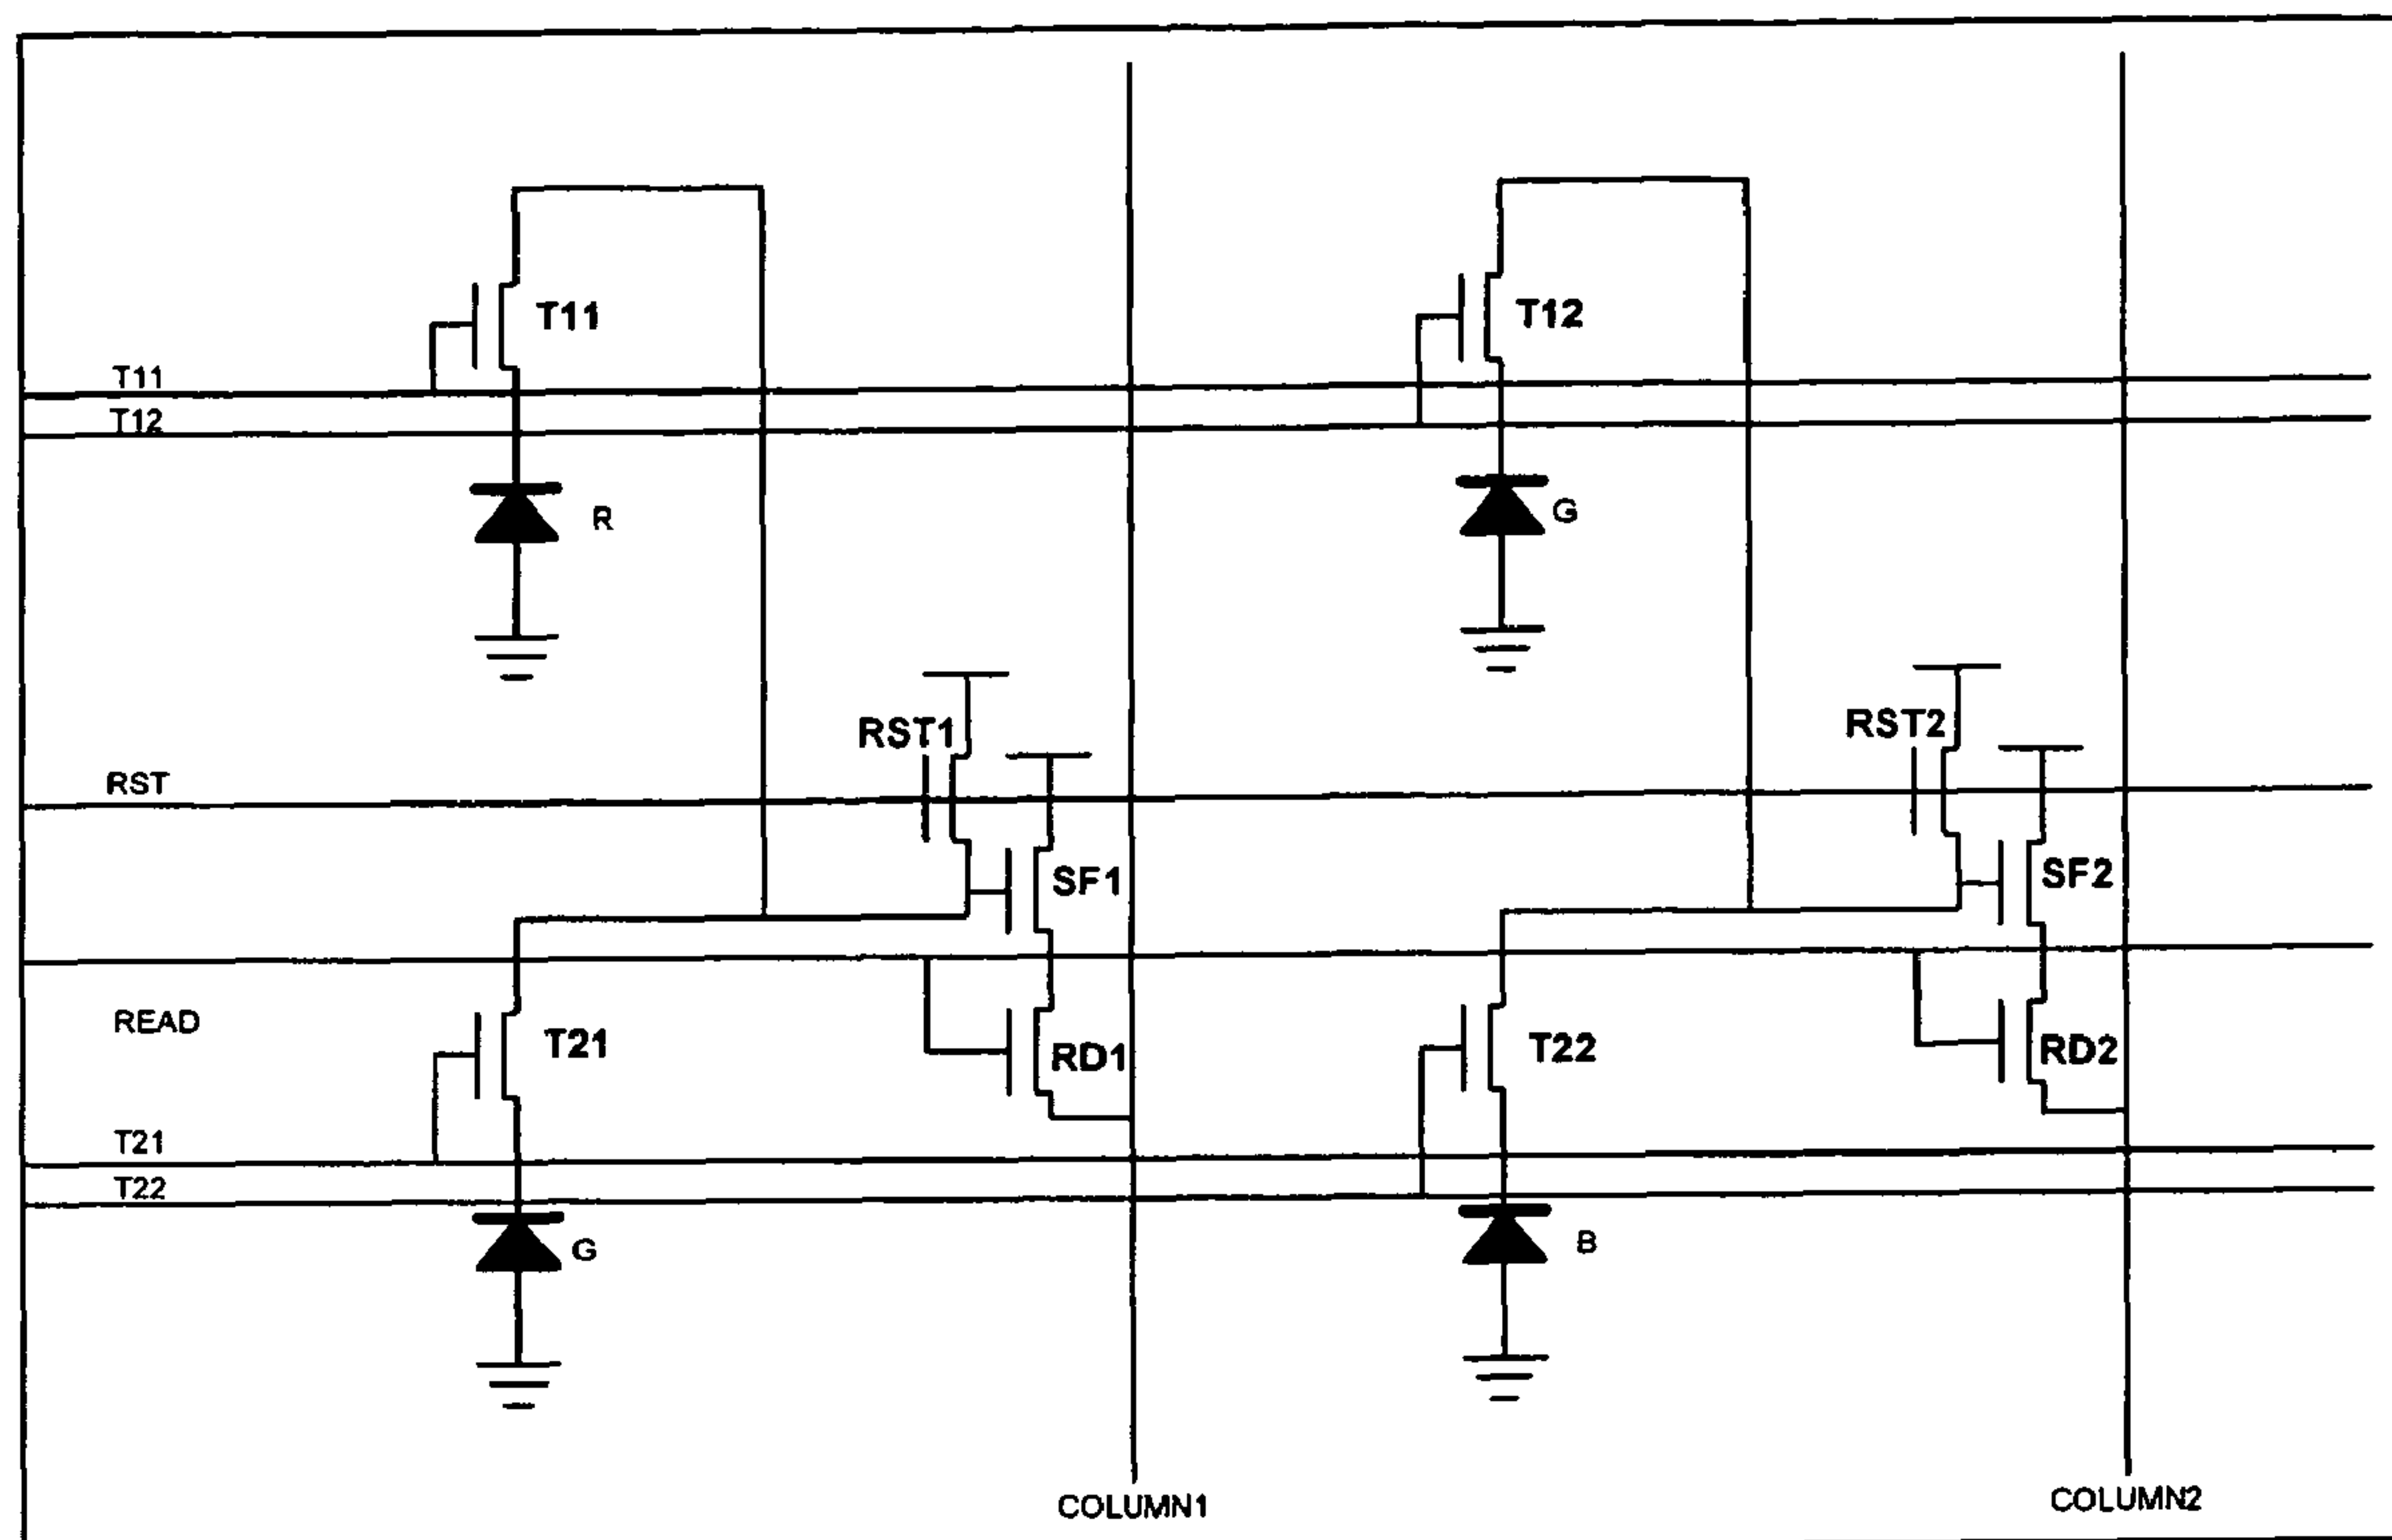 T11
T12
T11
T12
R
G
RST1
RST2
RST
SF1
SF2
READ
T21
T22
RD1
RD2
T21
T22
G
B
COLUMN1
COLUMN2